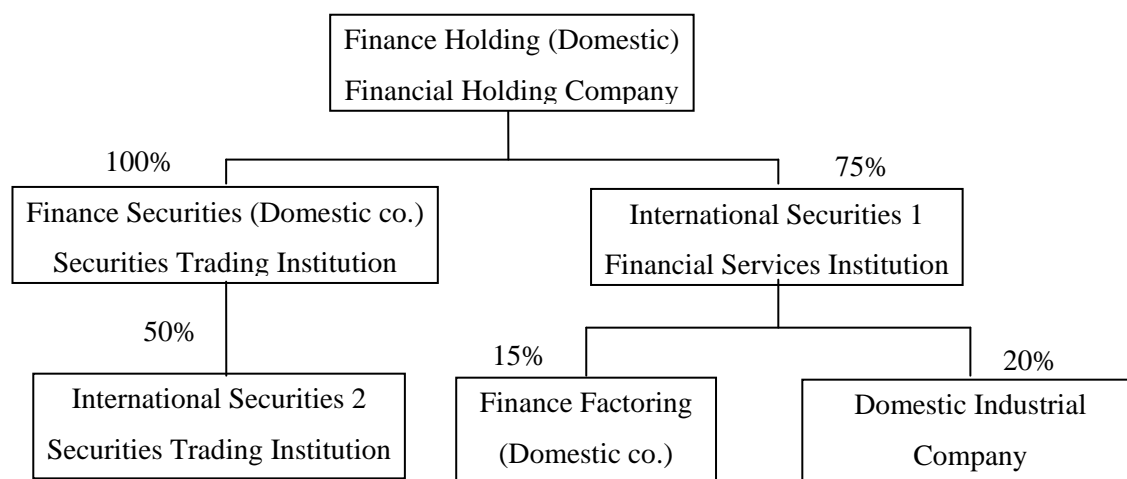 Finance Holding (Domestic)
Financial Holding Company
100%
75%
Finance Securities (Domestic co.)
Securities Trading Institution
International Securities 1
Financial Services Institution
50%
15%
20%
International Securities 2
Securities Trading Institution
Finance Factoring
(Domestic co.)
Domestic Industrial
Company